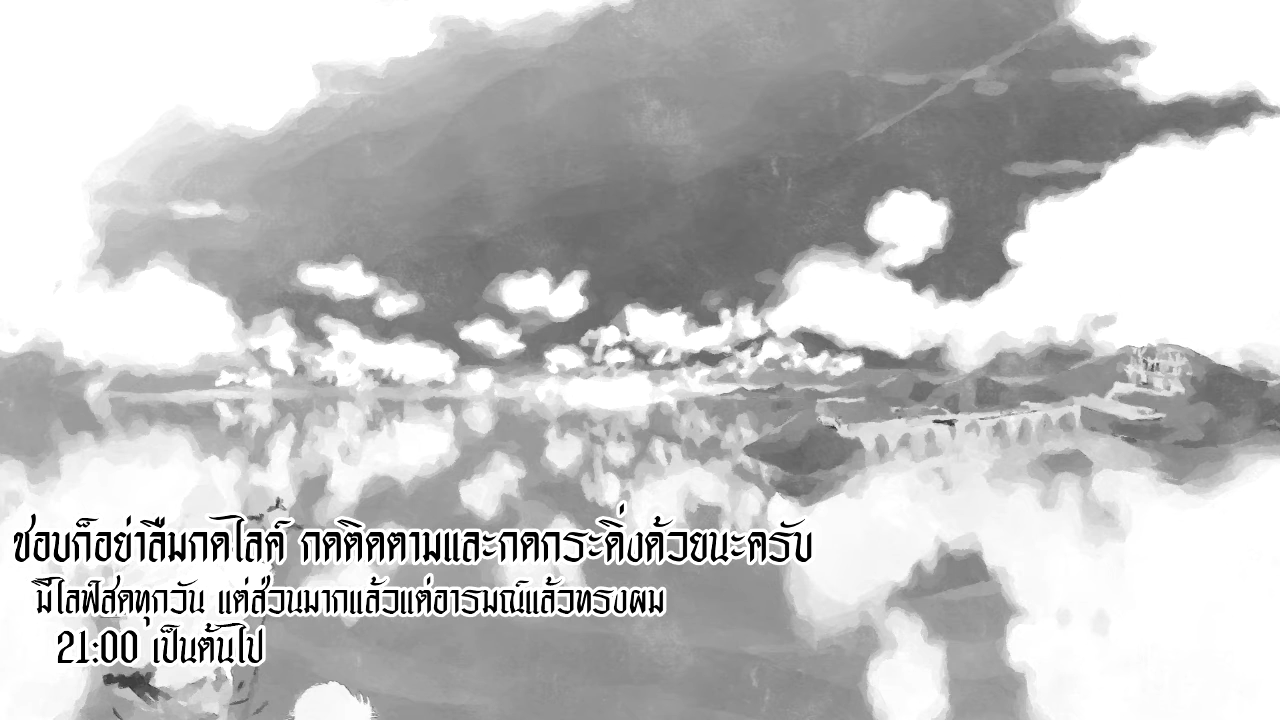 ชอบก็อย่าลืมกดไลค์ กดติดตามและกดกระดิ่งด้วยนะครับ
มีไลฟ์สดทุกวัน แต่ส่วนมากแล้วแต่อารมณ์แล้วทรงผม
21:00 เป็นต้นไป